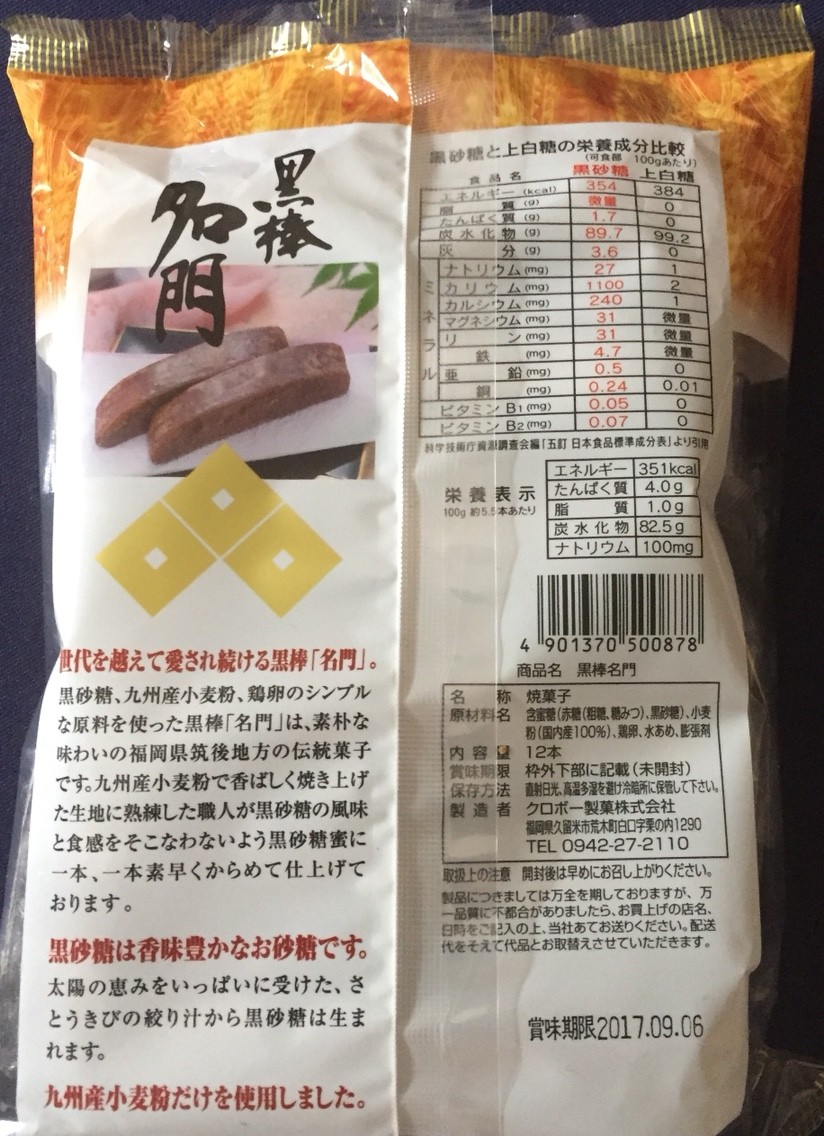 黒棒
名門
世代を越えて愛され続ける黒棒「名門」。
黒砂糖、九州産小麦粉、鶏卵のシンプル
な原料を使った黒棒「名門」は、素朴な
味わいの福岡県筑後地方の伝統菓子
です。九州産小麦粉で香ばしく焼き上げ
た生地に熟練した職人が黒砂糖の風味
と食感をそこなわないよう黒砂糖蜜に
一本、一本素早くからめて仕上げて
おります。
黒砂糖は香味豊かなお砂糖です。
太陽の恵みをいっぱいに受けた、さ
とうきびの絞り汁から黒砂糖は生ま
れます。
九州産小麦粉だけを使用しました。
黒砂糖と上白糖の栄養成分比較
(可食部 100gあたり)
食品名 黒砂糖 上白糖
エネルギー(kcal) 354 384
脂質(g) 微量 0
たんぱく質(g) 1.7 0
炭水化物(g) 89.7 99.2
灰分(g) 3.6 0
ミネラル
ナトリウム(mg) 27 1
カリウム(mg) 1100 2
カルシウム(mg) 240 1
マグネシウム(mg) 31 微量
リン(mg) 31 微量
鉄(mg) 4.7 微量
亜鉛(mg) 0.5 0
銅(mg) 0.24 0.01
ビタミンB1(mg) 0.05 0
ビタミンB2(mg) 0.07 0
科学技術庁資源調査会編「五訂 日本食品標準成分表」より引用
栄養表示
100g 約5.5本あたり
エネルギー 351kcal
たんぱく質 4.0g
脂質 1.0g
炭水化物 82.5g
ナトリウム 100mg
4 901370 500878
商品名 黒棒名門
名称 焼菓子
原材料名 含蜜糖(赤糖(粗糖、糖みつ)、黒砂糖)、小麦
粉(国内産100%)、鶏卵、水あめ、膨張剤
内容量 12本
賞味期限 枠外下部に記載(未開封)
保存方法 直射日光、高温多湿を避け冷暗所に保管して下さい。
製造者 クロボー製菓株式会社
福岡県久留米市荒木町白口字栗の内1290
TEL 0942-27-2110
取扱上の注意 開封後は早めにお召し上がりください。
製品につきましては万全を期しておりますが、万
一品質に不都合がありましたら、お買上げの店名、
日時をご記入の上、当社あてお送りください。配送
代をそえて代品とお取替えさせていただきます。
賞味期限2017.09.06